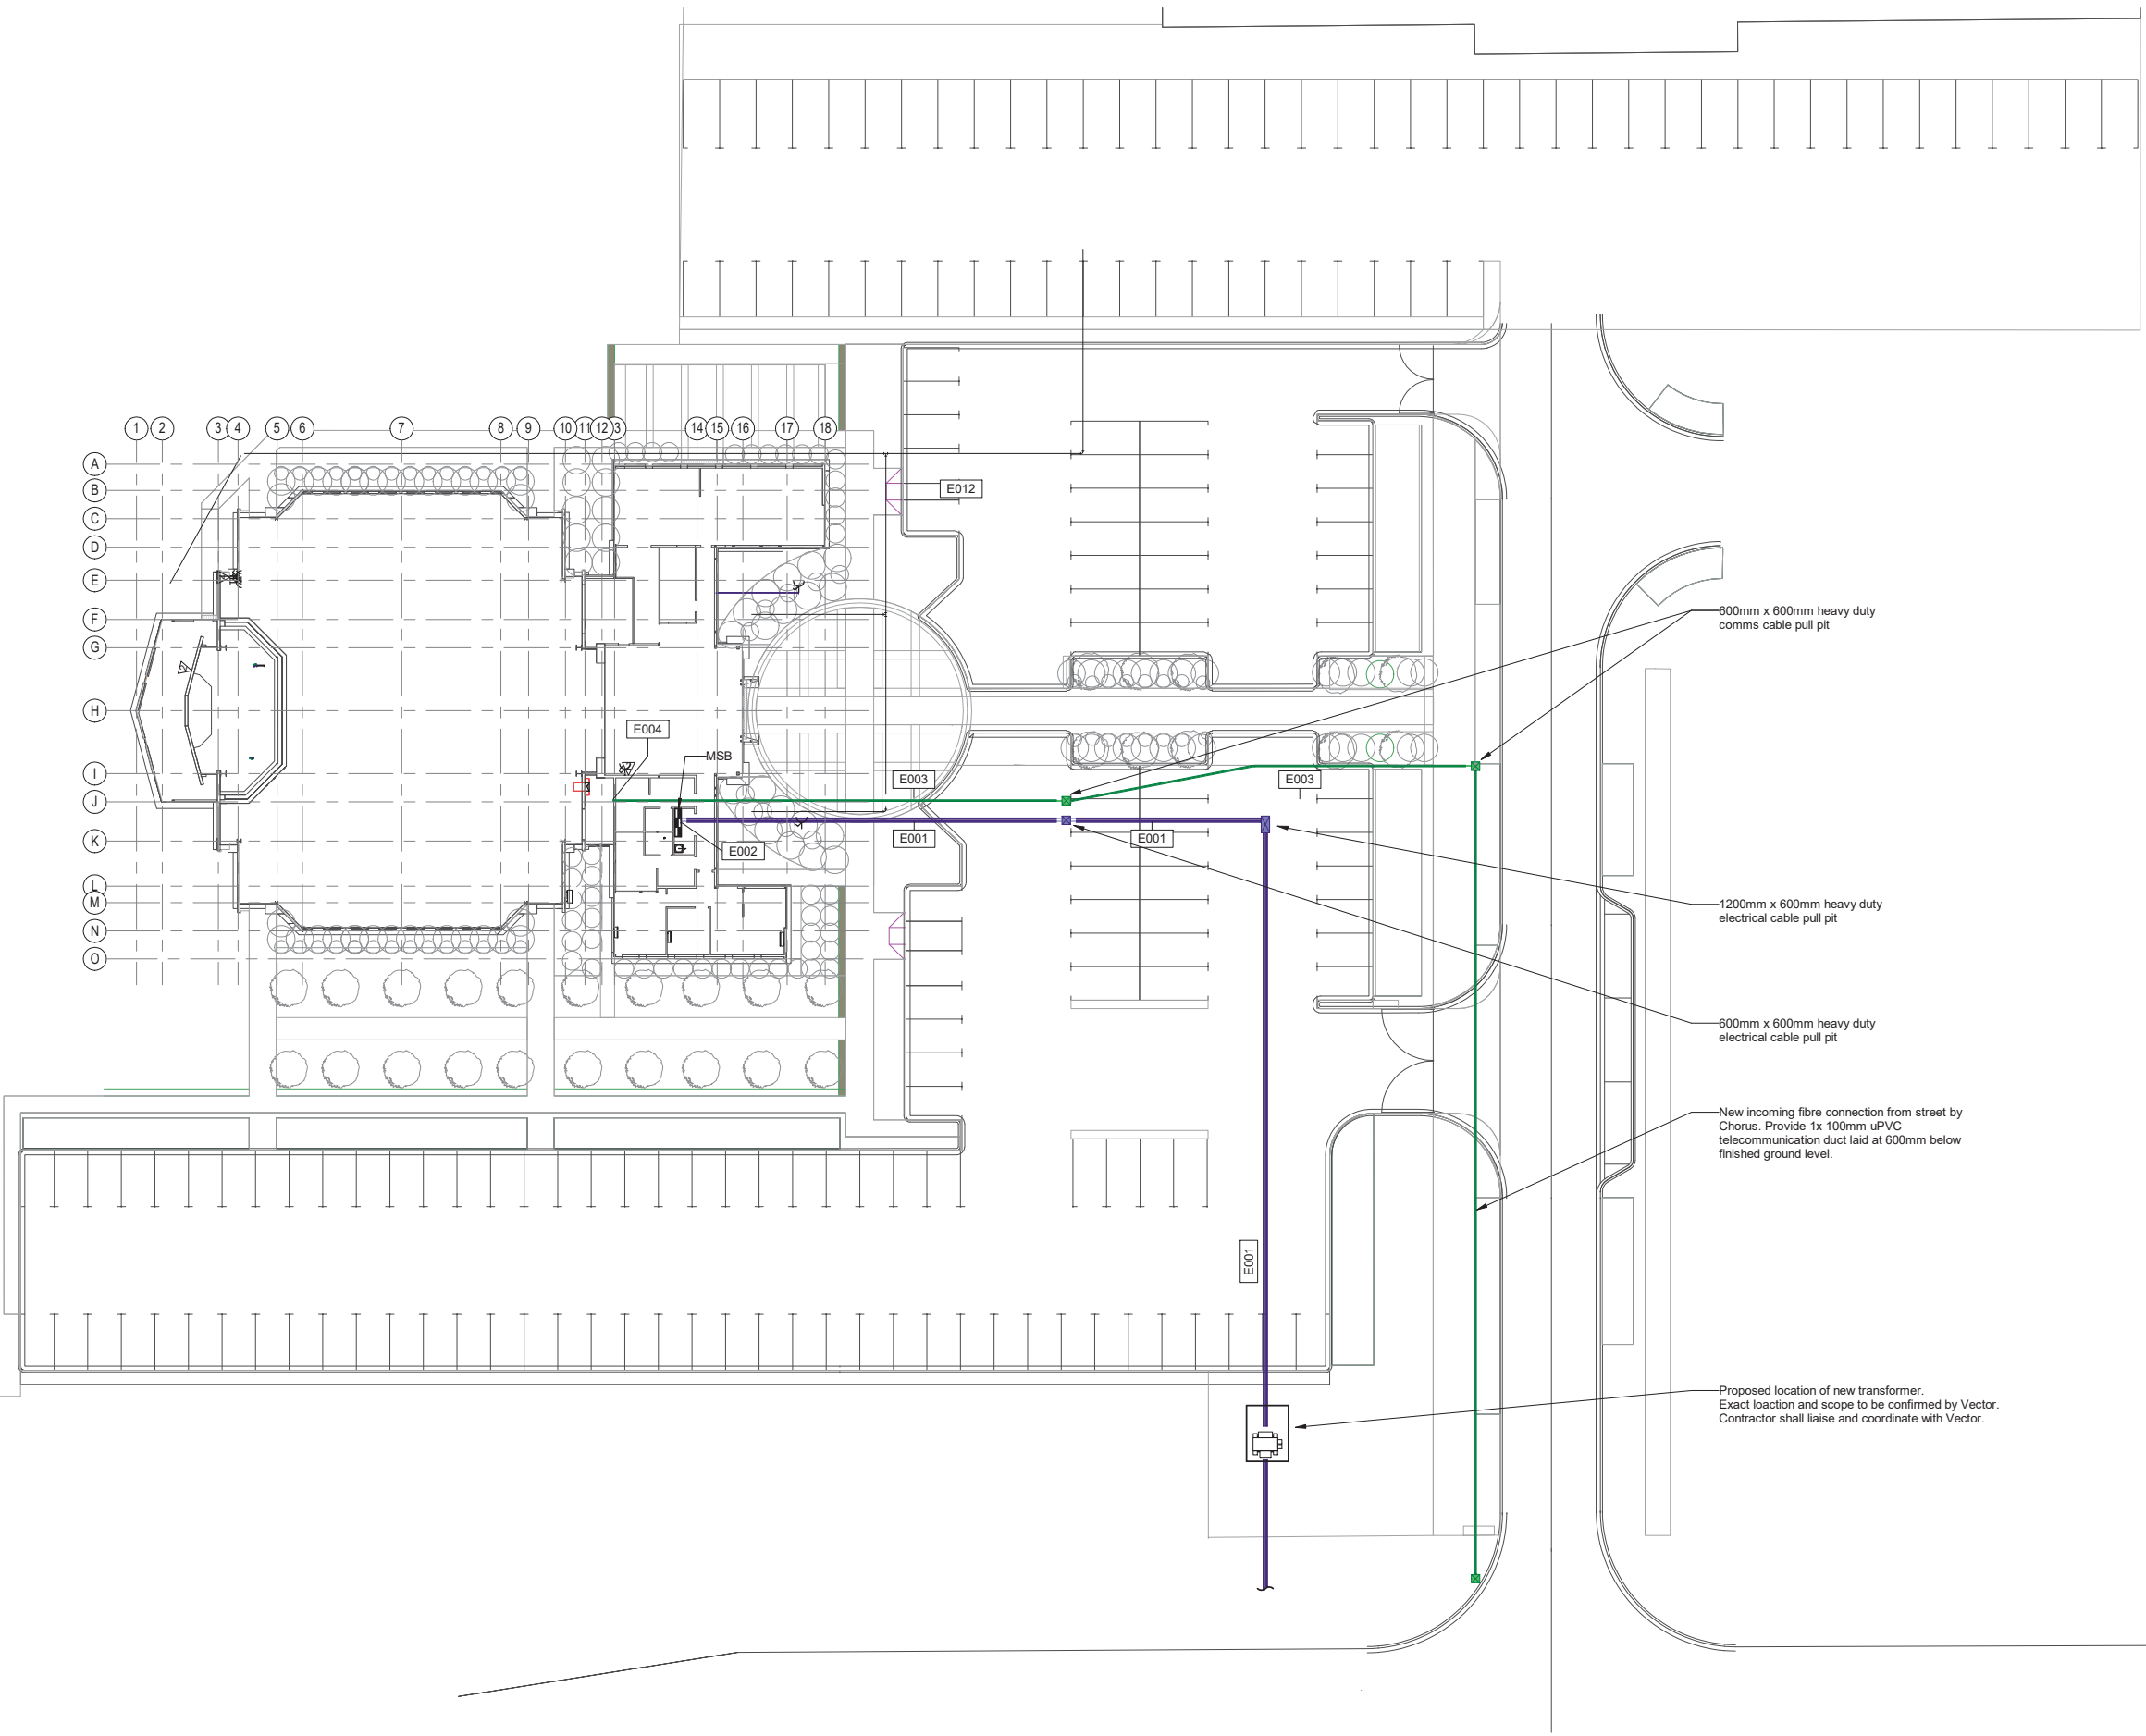 1
2
3
4
5
6
7
8
9
10
11
12
3
14
15
16
17
18
A
B
C
D
E
F
G
H
I
J
K
L
M
N
O
E012
600mm x 600mm heavy duty
comms cable pull pit
E004
MSB
E003
E003
E001
E001
E002
1200mm x 600mm heavy duty
electrical cable pull pit
600mm x 600mm heavy duty
electrical cable pull pit
New incoming fibre connection from street by
Chorus. Provide 1x 100mm uPVC
telecommunication duct laid at 600mm below
finished ground level.
E001
Proposed location of new transformer.
Exact loaction and scope to be confirmed by Vector.
Contractor shall liaise and coordinate with Vector.